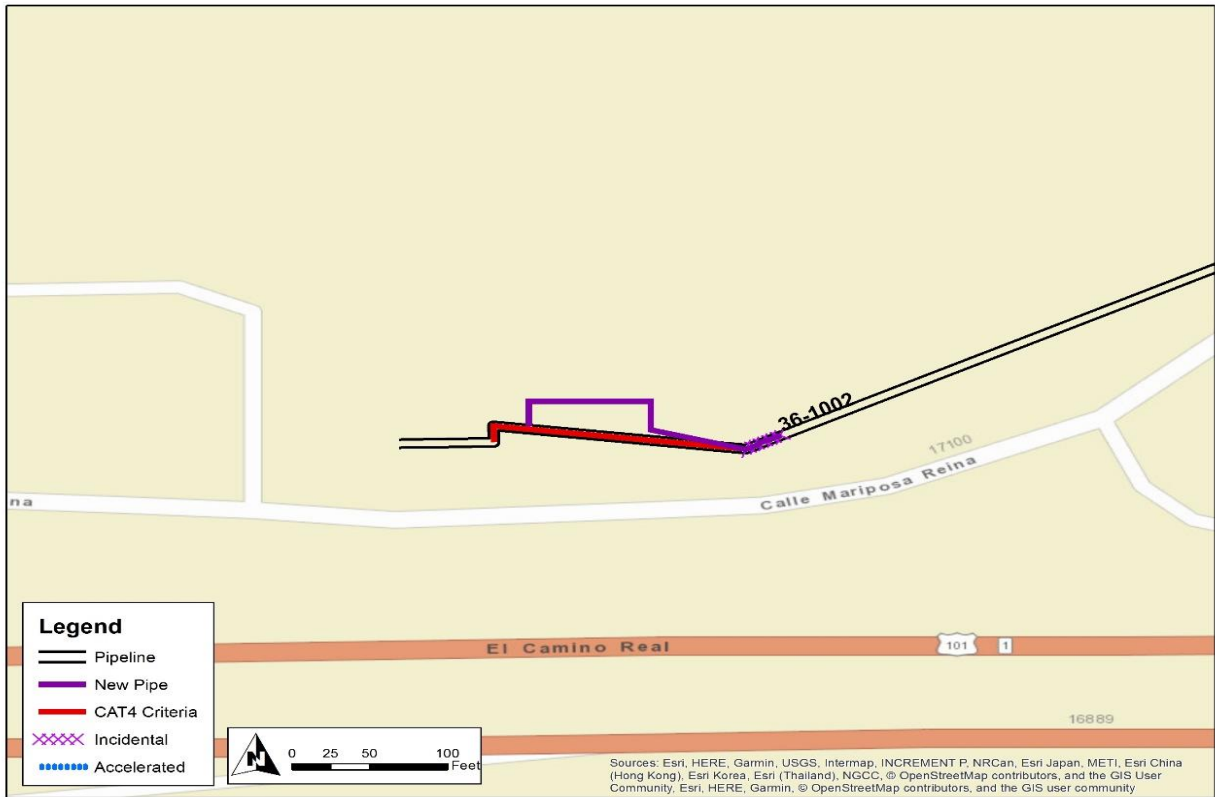 36-1002
17100
Calle Mariposa Reina
na
El Camino Real
101
1
16889
Legend
Pipeline
New Pipe
CAT4 Criteria
Incidental
Accelerated
N
0 25 50 100
Feet
Sources: Esri, HERE, Garmin, USGS, Intermap, INCREMENT P, NRCan, Esri Japan, METI, Esri China
(Hong Kong), Esri Korea, Esri (Thailand), NGCC, © OpenStreetMap contributors, and the GIS User
Community, Esri, HERE, Garmin, © OpenStreetMap contributors, and the GIS user community